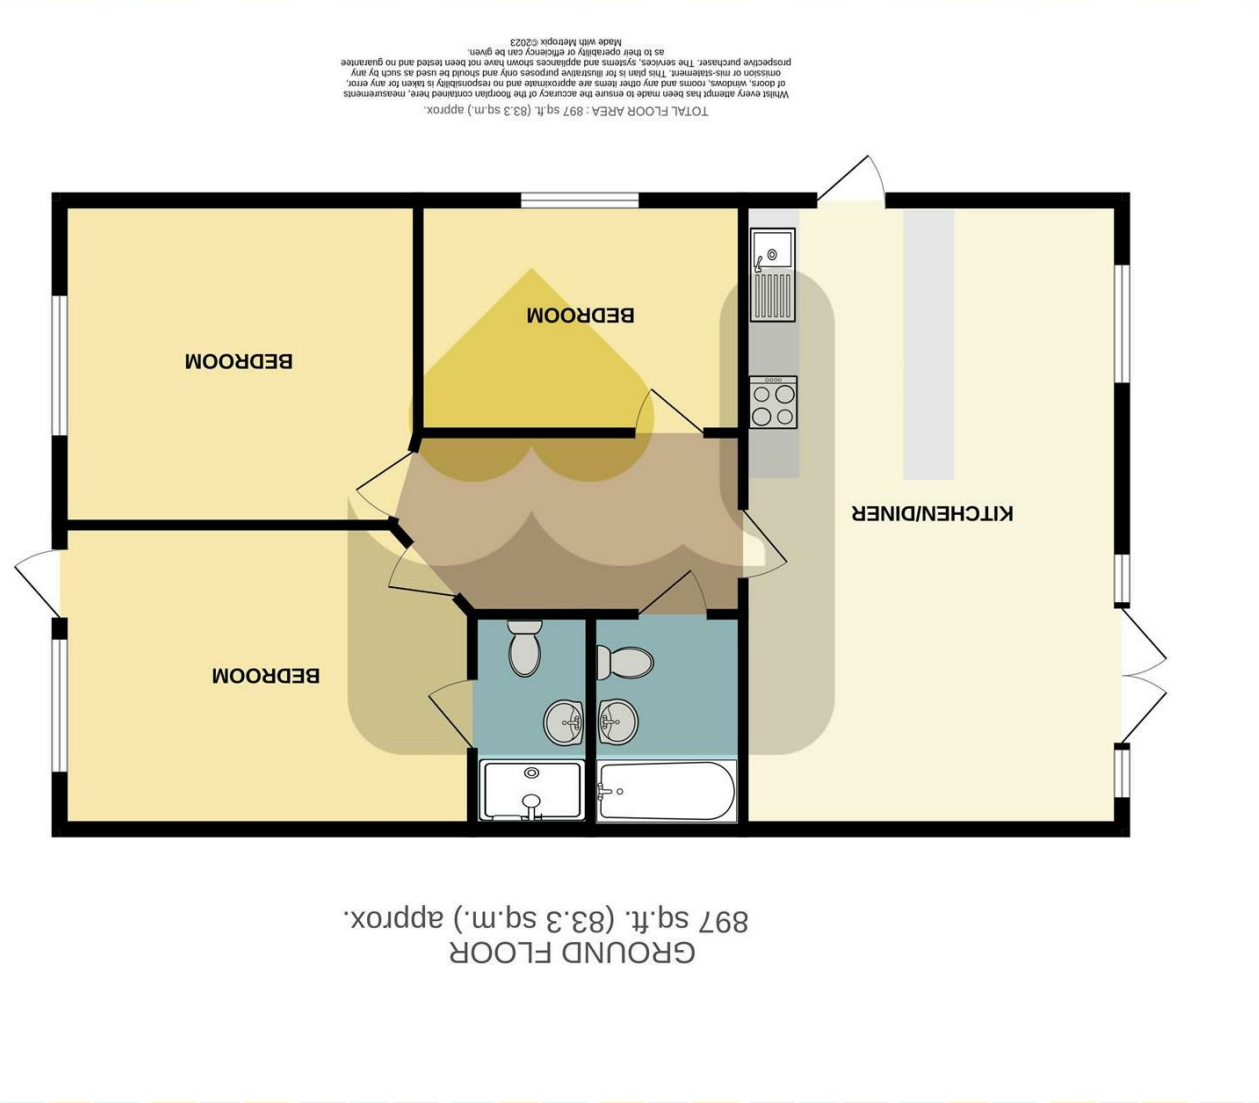 GROUND FLOOR
897 sq.ft. (83.3 sq.m.) approx.
BEDROOM
KITCHEN/DINER
BEDROOM
BEDROOM
TOTAL FLOOR AREA : 897 sq.ft. (83.3 sq.m.) approx.
Whilst every attempt has been made to ensure the accuracy of the floorplan contained here, measurements
of doors, windows, rooms and any other items are approximate and no responsibility is taken for any error,
omission or mis-statement. This plan is for illustrative purposes only and should be used as such by any
prospective purchaser. The services, systems and appliances shown have not been tested and no guarantee
as to their operability or efficiency can be given.
Made with Metropix ©2023